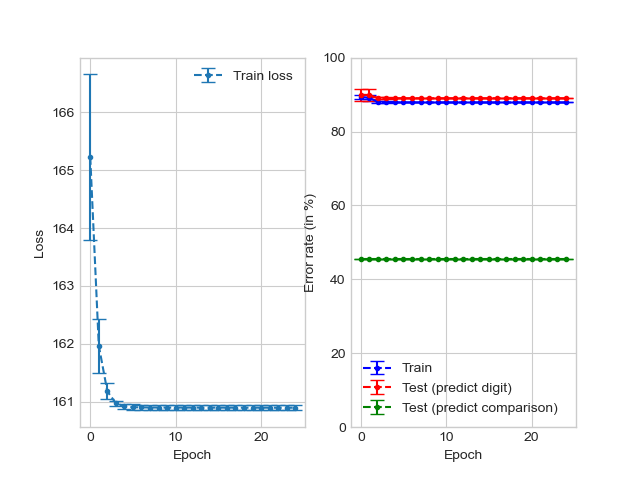 Train loss
166
165
164
163
162
161
Loss
0
10
20
Epoch
100
80
60
40
20
0
Error rate (in %)
Train
Test (predict digit)
Test (predict comparison)
0
10
20
Epoch